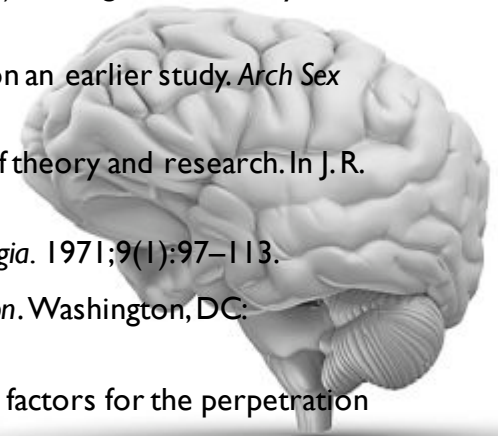 on an earlier study. Arch Sex
f theory and research. In J. R.
gia. 1971;9(1):97–113.
on. Washington, DC:
factors for the perpetration